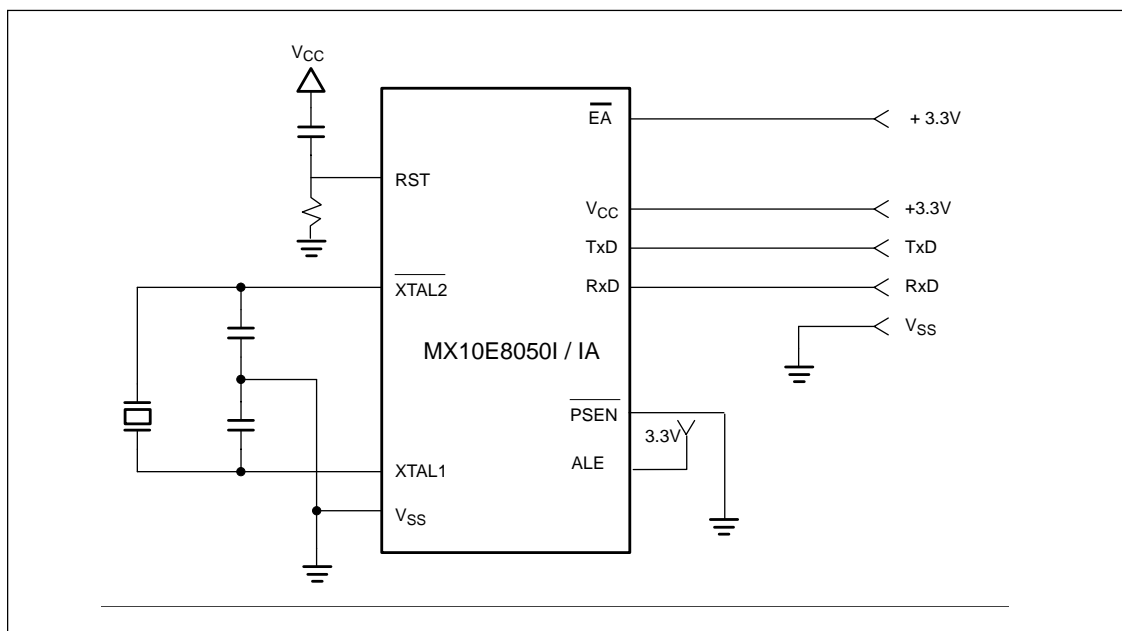 VCC
EA
+ 3.3V
RST
VCC
+3.3V
TxD
TxD
XTAL2
RxD
RxD
VSS
MX10E8050I / IA
PSEN
3.3V
ALE
XTAL1
VSS